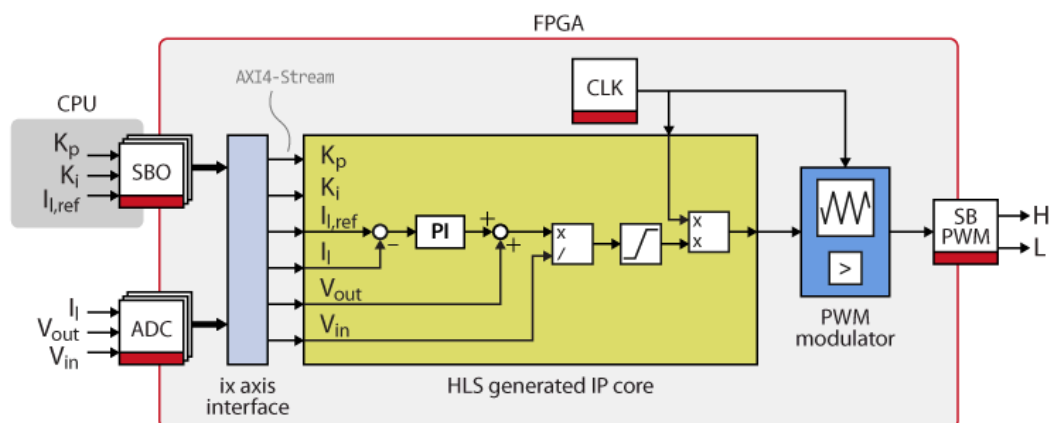 FPGA
AXI4-Stream
CLK
CPU
Kp
Ki
Il,ref
SBO
Kp
Ki
Il,ref
Il
Vout
Vin
PI
+
+
−
x
/
x
x
Il
Vout
Vin
ADC
ix axis
interface
HLS generated IP core
>
PWM
modulator
SB
PWM
H
L